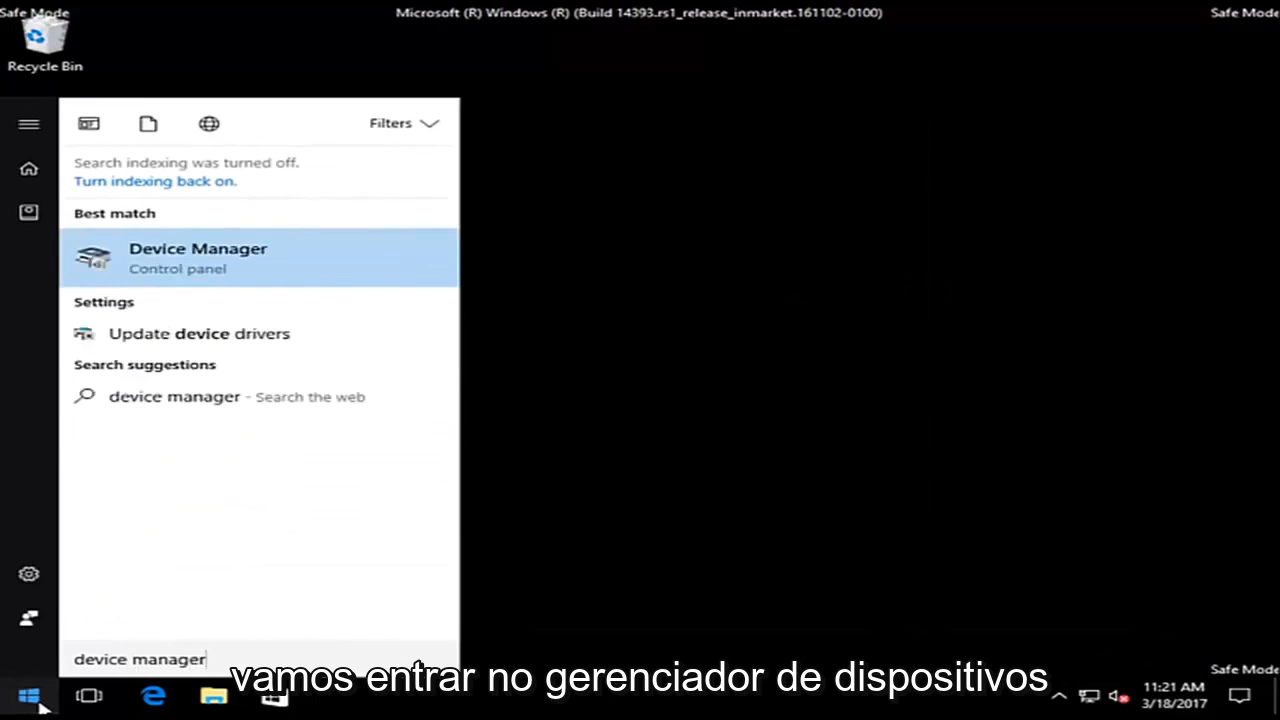 Safe Mode
Microsoft (R) Windows (R) (Build 14393.rs1_release_inmarket.161102-0100)
Safe Mode
Recycle Bin
Filters
Search indexing was turned off.
Turn indexing back on.
Best match
Device Manager
Control panel
Settings
Update device drivers
Search suggestions
device manager - Search the web
device manager
vamos entrar no gerenciador de dispositivos
Safe Mode
11:21 AM
3/18/2017